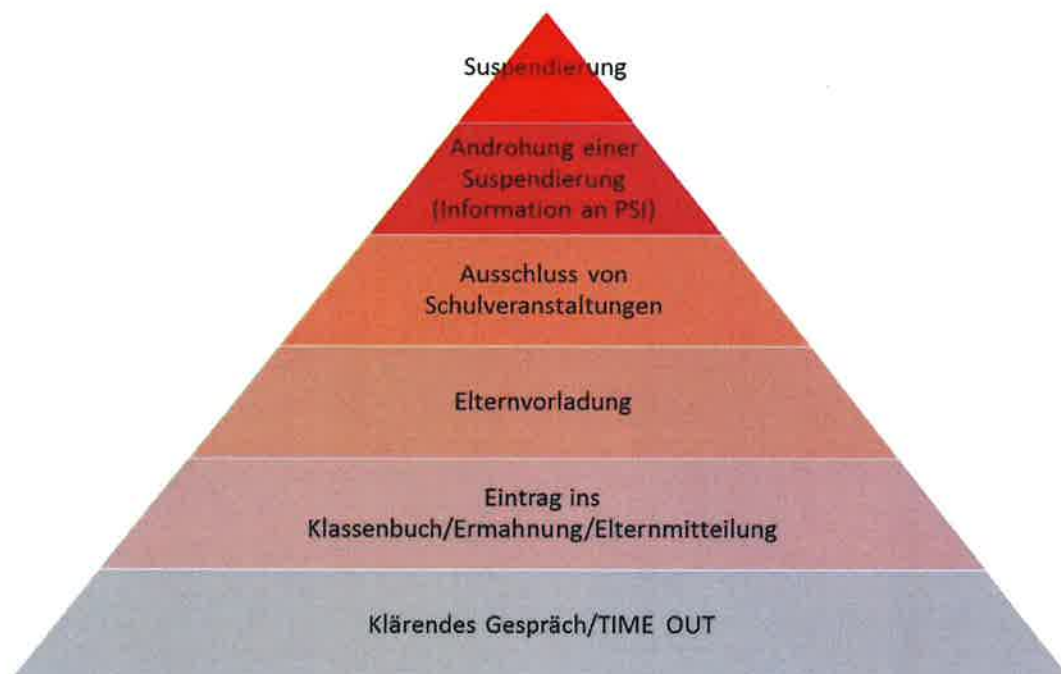 Suspendierung
Androhung einer
Suspendierung
(Information an PSI)
Ausschluss von
Schulveranstaltungen
Elternvorladung
Eintrag ins
Klassenbuch/Ermahnung/Elternmitteilung
Klärendes Gespräch/TIME OUT